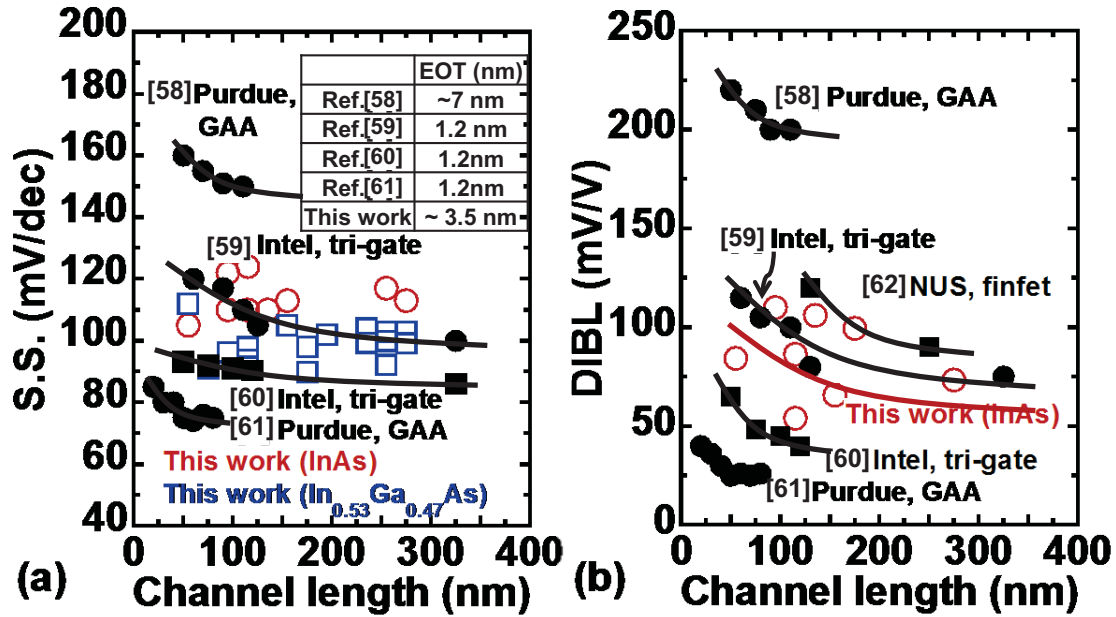 200
180
160
140
120
100
80
60
40
S.S. (mV/dec)
[58]Purdue,
GAA
EOT (nm)
Ref.[58] ~7 nm
Ref.[59] 1.2 nm
Ref.[60] 1.2nm
Ref.[61] 1.2nm
This work ~ 3.5 nm
[59] Intel, tri-gate
[60] Intel, tri-gate
[61] Purdue, GAA
This work (InAs)
This work (In0.53Ga0.47As)
0 100 200 300 400
(a) Channel length (nm)
250
200
150
100
50
0
DIBL (mV/V)
[58] Purdue, GAA
[59] Intel, tri-gate
[62] NUS, finfet
This work (InAs)
[60] Intel, tri-gate
[61] Purdue, GAA
0 100 200 300 400
(b) Channel length (nm)